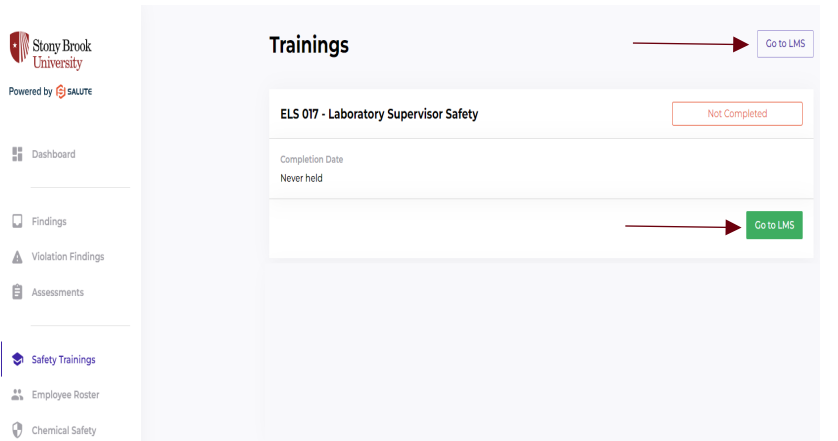 Stony Brook
University
Powered by SALUTE
Dashboard
Findings
Violation Findings
Assessments
Safety Trainings
Employee Roster
Chemical Safety
Trainings
Go to LMS
ELS 017 - Laboratory Supervisor Safety
Not Completed
Completion Date
Never held
Go to LMS